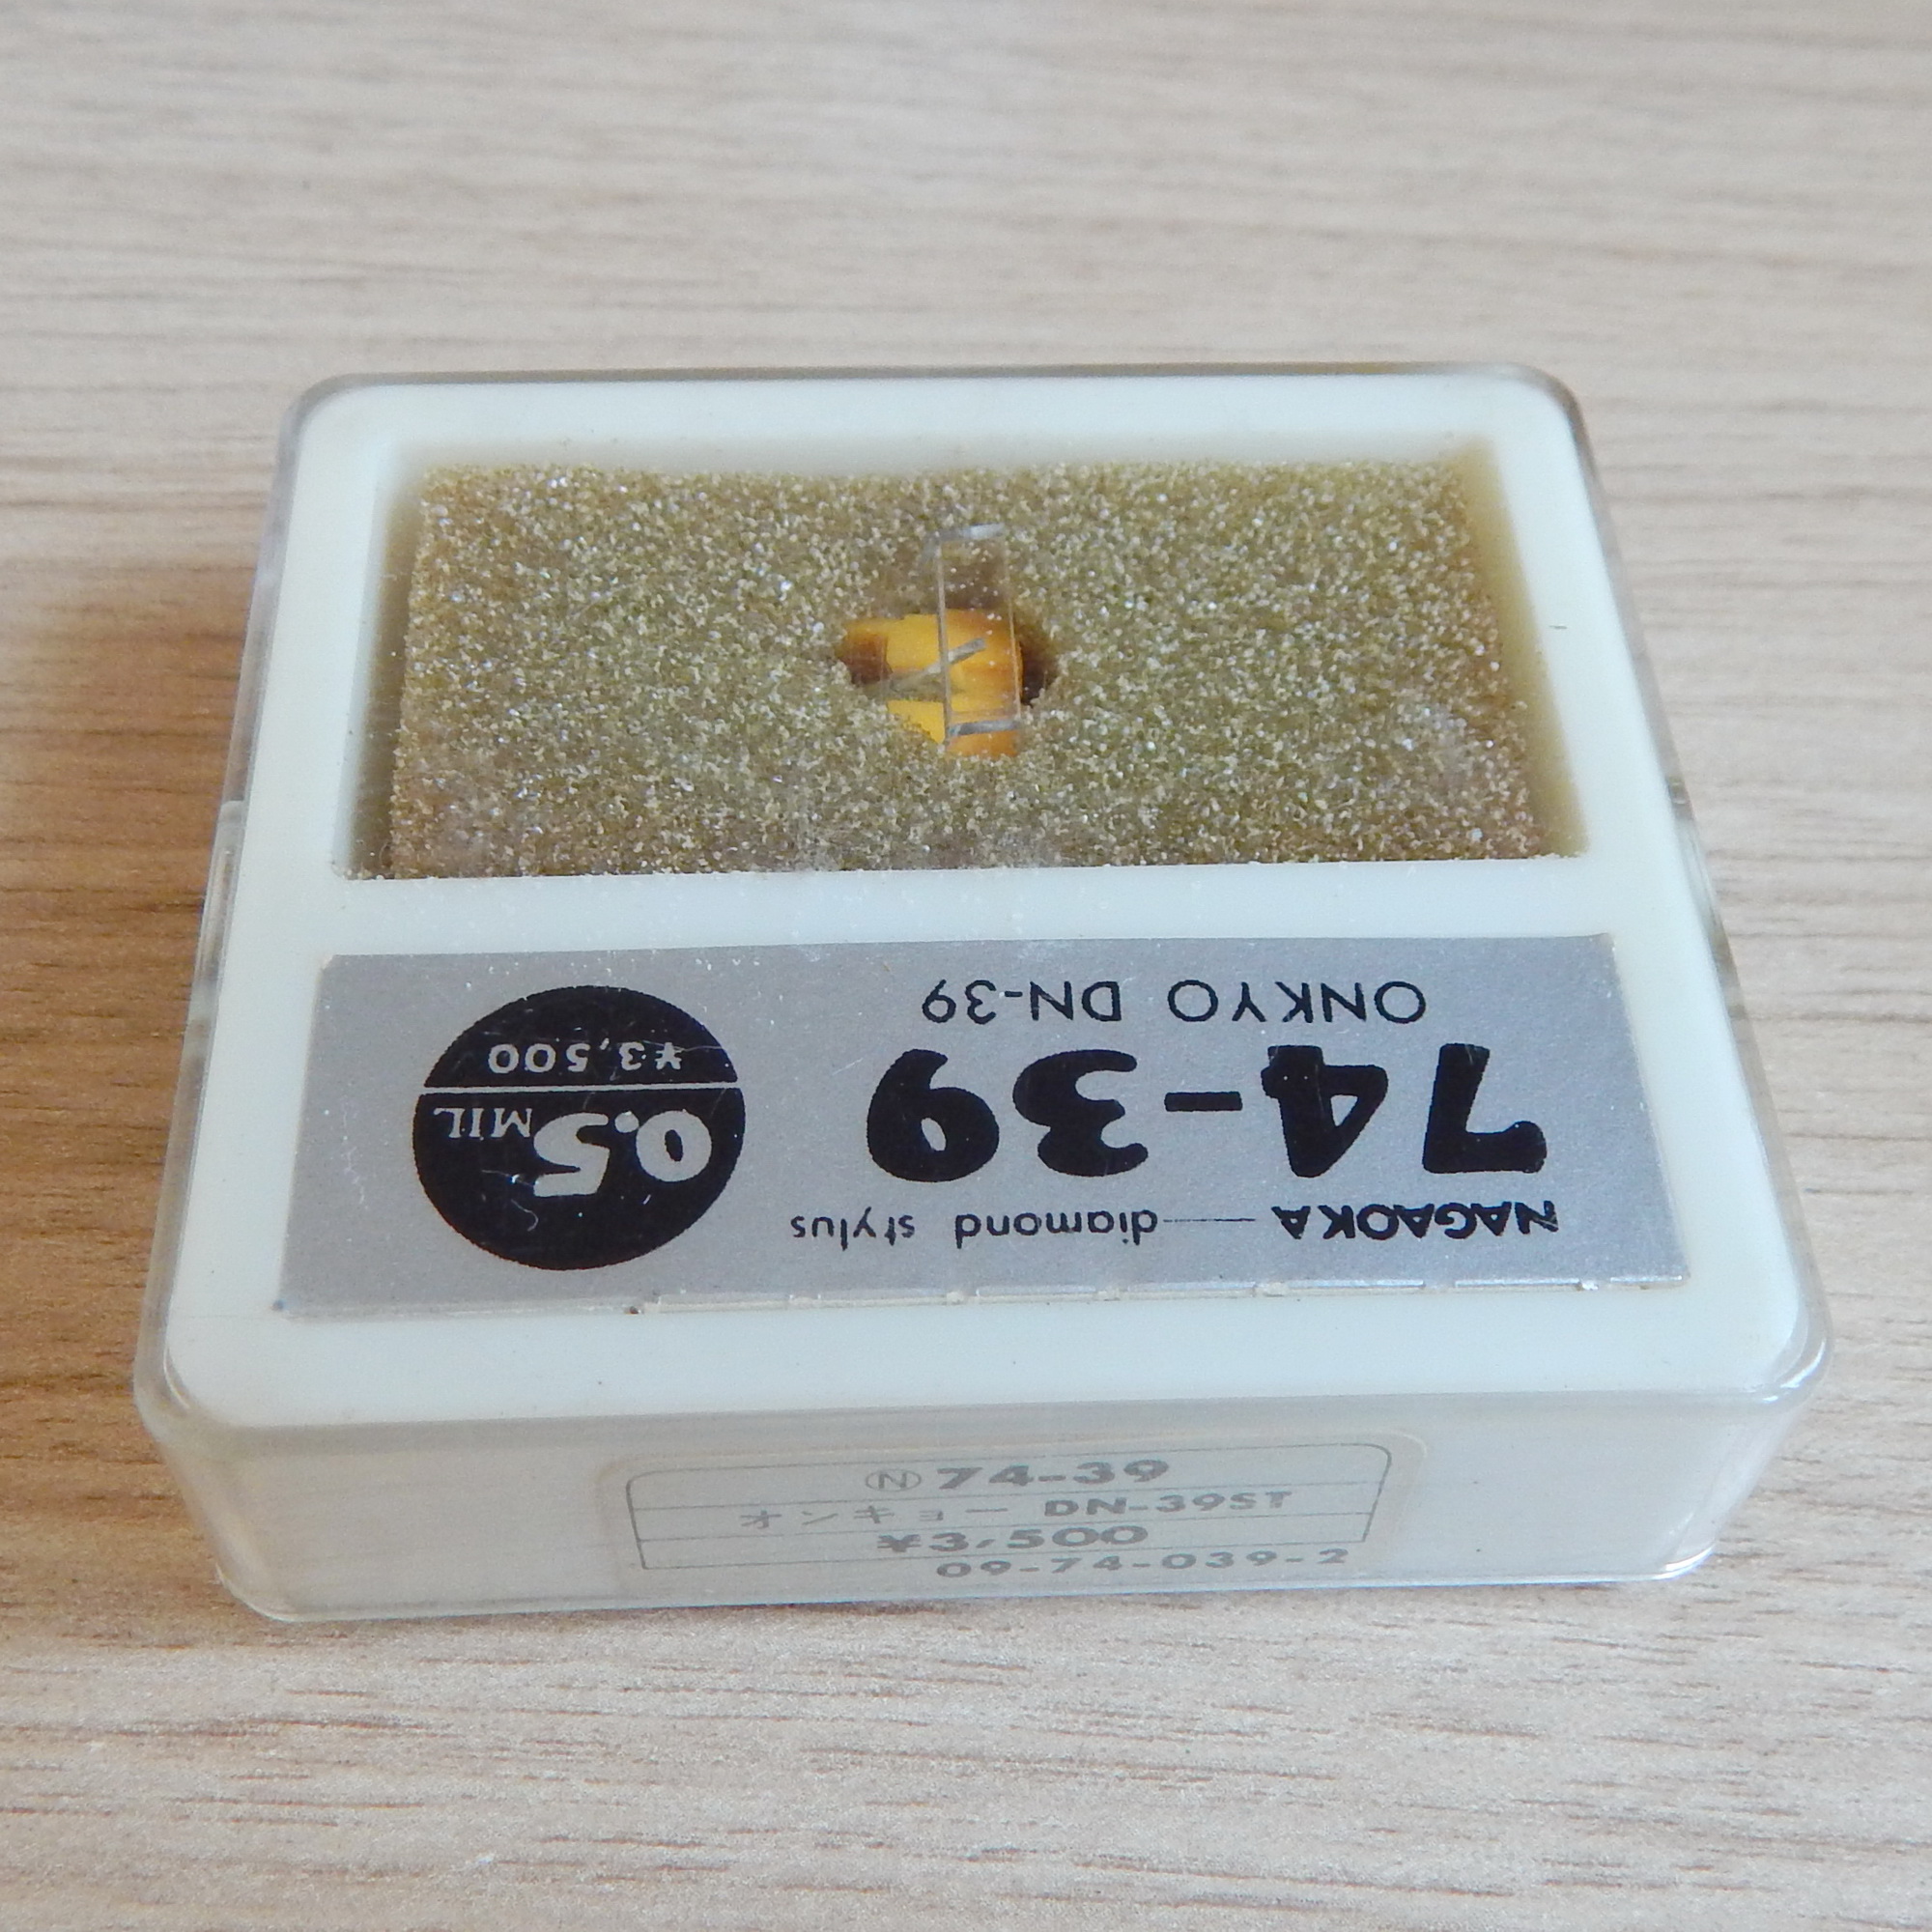 NAGAOKA — diamond stylus
74-39
ONKYO DN-39
0.5 MIL
¥3,500
Ⓝ 74-39
オンキョー DN-39ST
¥3,500
09-74-039-2